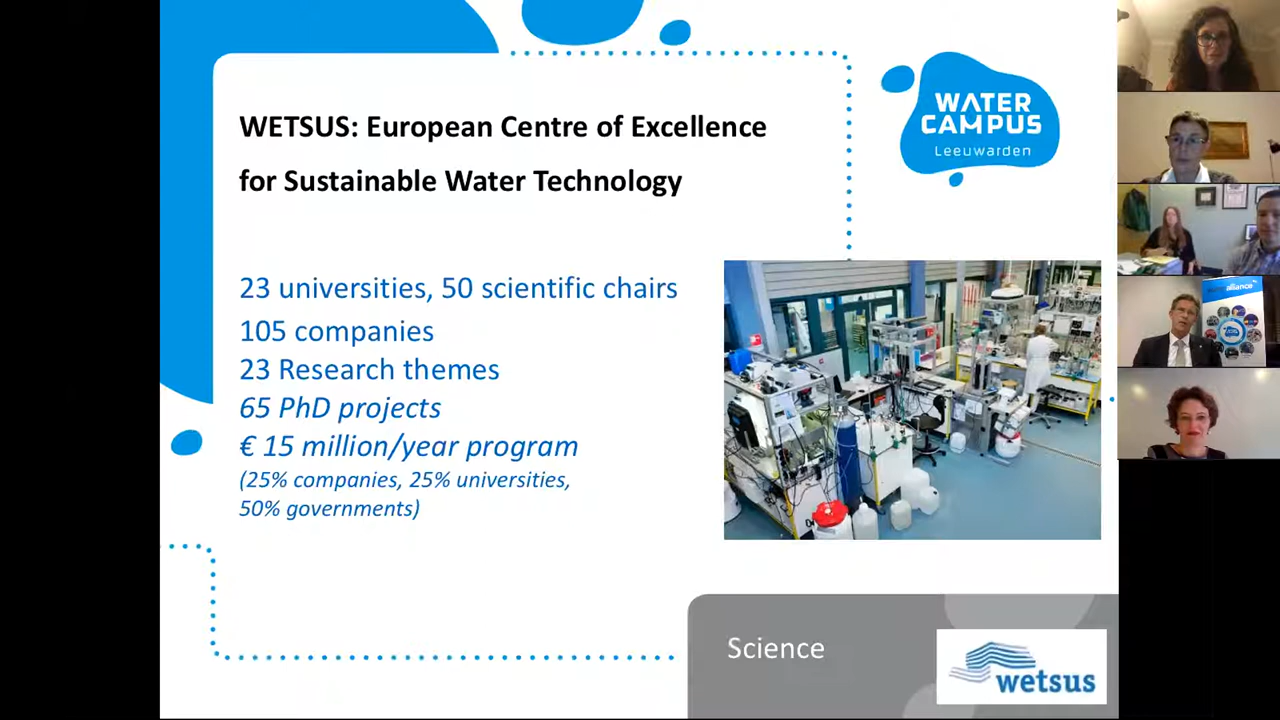 WETSUS: European Centre of Excellence
for Sustainable Water Technology
WATER
CAMPUS
Leeuwarden
23 universities, 50 scientific chairs
105 companies
23 Research themes
65 PhD projects
€ 15 million/year program
(25% companies, 25% universities,
50% governments)
alliance
Science
wetsus